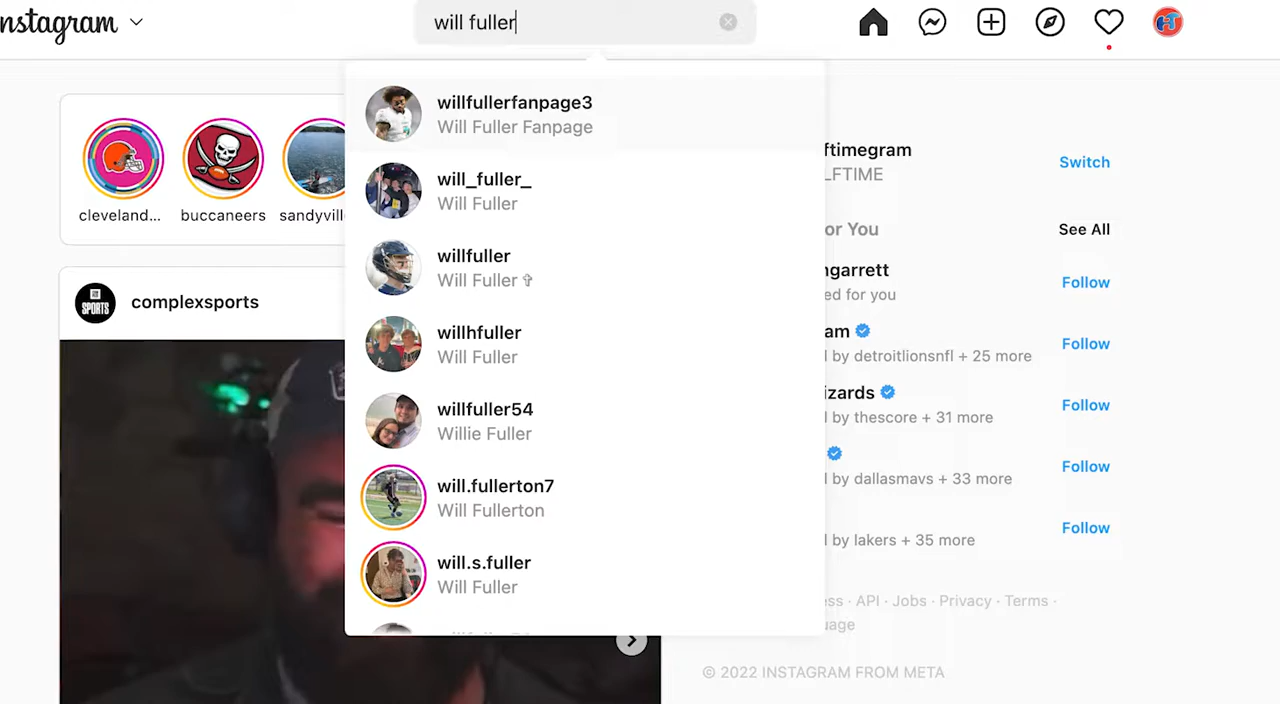 nstagram
will fuller
willfullerfanpage3
Will Fuller Fanpage
will_fuller_
Will Fuller
willfuller
Will Fuller ✞
willhfuller
Will Fuller
willfuller54
Willie Fuller
will.fullerton7
Will Fullerton
will.s.fuller
Will Fuller
cleveland...
buccaneers
sandyvill
SPORTS
complexsports
ftimegram
LFTIME
Switch
or You
See All
ngarrett
ed for you
Follow
am
d by detroitlionsnfl + 25 more
Follow
izards
d by thescore + 31 more
Follow
d by dallasmavs + 33 more
Follow
d by lakers + 35 more
Follow
ess · API · Jobs · Privacy · Terms ·
uage
© 2022 INSTAGRAM FROM META